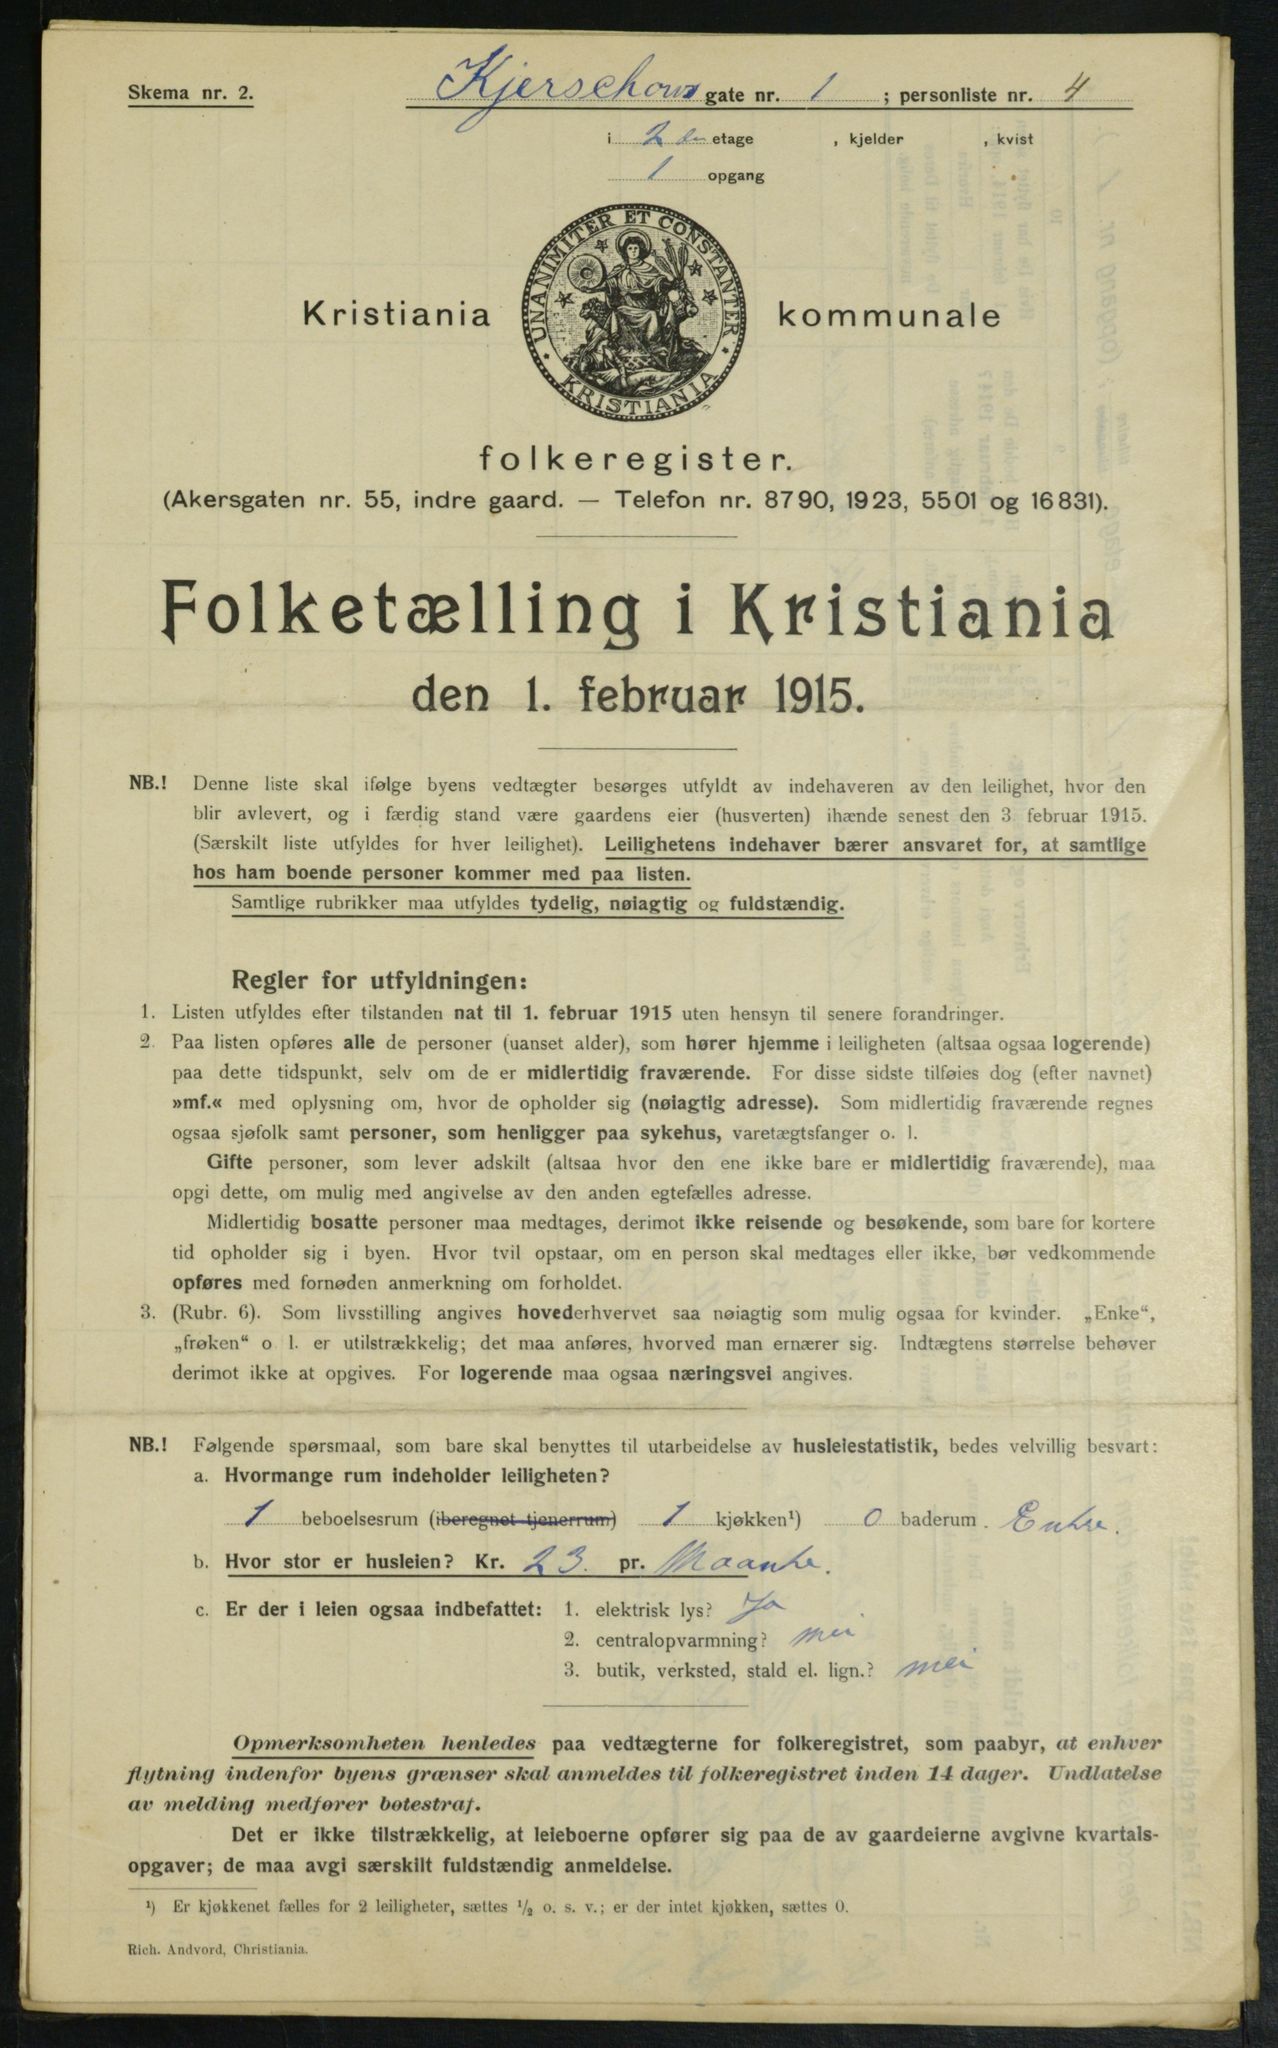 Skema nr. 2.
Kjerschows gate nr. 1 ; personliste nr. 4
i 2 den etage , kjelder , kvist
1 opgang
UNANIMITER ET CONSTANTER
KRISTIANIA
Kristiania kommunale
folkeregister.
(Akersgaten nr. 55, indre gaard. — Telefon nr. 8790, 1923, 5501 og 16831).
Folketælling i Kristiania
den 1. februar 1915.
NB.! Denne liste skal ifølge byens vedtægter besørges utfyldt av indehaveren av den leilighet, hvor den
blir avlevert, og i færdig stand være gaardens eier (husverten) ihænde senest den 3 februar 1915.
(Særskilt liste utfyldes for hver leilighet). Leilighetens indehaver bærer ansvaret for, at samtlige
hos ham boende personer kommer med paa listen.
Samtlige rubrikker maa utfyldes tydelig, nøiagtig og fuldstændig.
Regler for utfyldningen:
1. Listen utfyldes efter tilstanden nat til 1. februar 1915 uten hensyn til senere forandringer.
2. Paa listen opføres alle de personer (uanset alder), som hører hjemme i leiligheten (altsaa ogsaa logerende)
paa dette tidspunkt, selv om de er midlertidig fraværende. For disse sidste tilføies dog (efter navnet)
»mf.« med oplysning om, hvor de opholder sig (nøiagtig adresse). Som midlertidig fraværende regnes
ogsaa sjøfolk samt personer, som henligger paa sykehus, varetægtsfanger o. l.
Gifte personer, som lever adskilt (altsaa hvor den ene ikke bare er midlertidig fraværende), maa
opgi dette, om mulig med angivelse av den anden egtefælles adresse.
Midlertidig bosatte personer maa medtages, derimot ikke reisende og besøkende, som bare for kortere
tid opholder sig i byen. Hvor tvil opstaar, om en person skal medtages eller ikke, bør vedkommende
opføres med fornøden anmerkning om forholdet.
3. (Rubr. 6). Som livsstilling angives hovederhvervet saa nøiagtig som mulig ogsaa for kvinder. „Enke“,
„frøken“ o l. er utilstrækkelig; det maa anføres, hvorved man ernærer sig. Indtægtens størrelse behøver
derimot ikke at opgives. For logerende maa ogsaa næringsvei angives.
NB.! Følgende spørsmaal, som bare skal benyttes til utarbeidelse av husleiestatistik, bedes velvillig besvart:
a. Hvormange rum indeholder leiligheten?
1 beboelsesrum (iberegnet tjenerrum) 1 kjøkken¹) 0 baderum. Entre.
b. Hvor stor er husleien? Kr. 23. pr. Maante.
c. Er der i leien ogsaa indbefattet: 1. elektrisk lys? Ja
2. centralopvarmning? nei
3. butik, verksted, stald el. lign.? nei
Opmerksomheten henledes paa vedtægterne for folkeregistret, som paabyr, at enhver
flytning indenfor byens grænser skal anmeldes til folkeregistret inden 14 dager. Undlatelse
av melding medfører bøtestraf.
Det er ikke tilstrækkelig, at leieboerne opfører sig paa de av gaardeierne avgivne kvartals-
opgaver; de maa avgi særskilt fuldstændig anmeldelse.
¹) Er kjøkkenet fælles for 2 leiligheter, sættes ½ o. s. v.; er der intet kjøkken, sættes 0.
Rich. Andvord, Christiania.